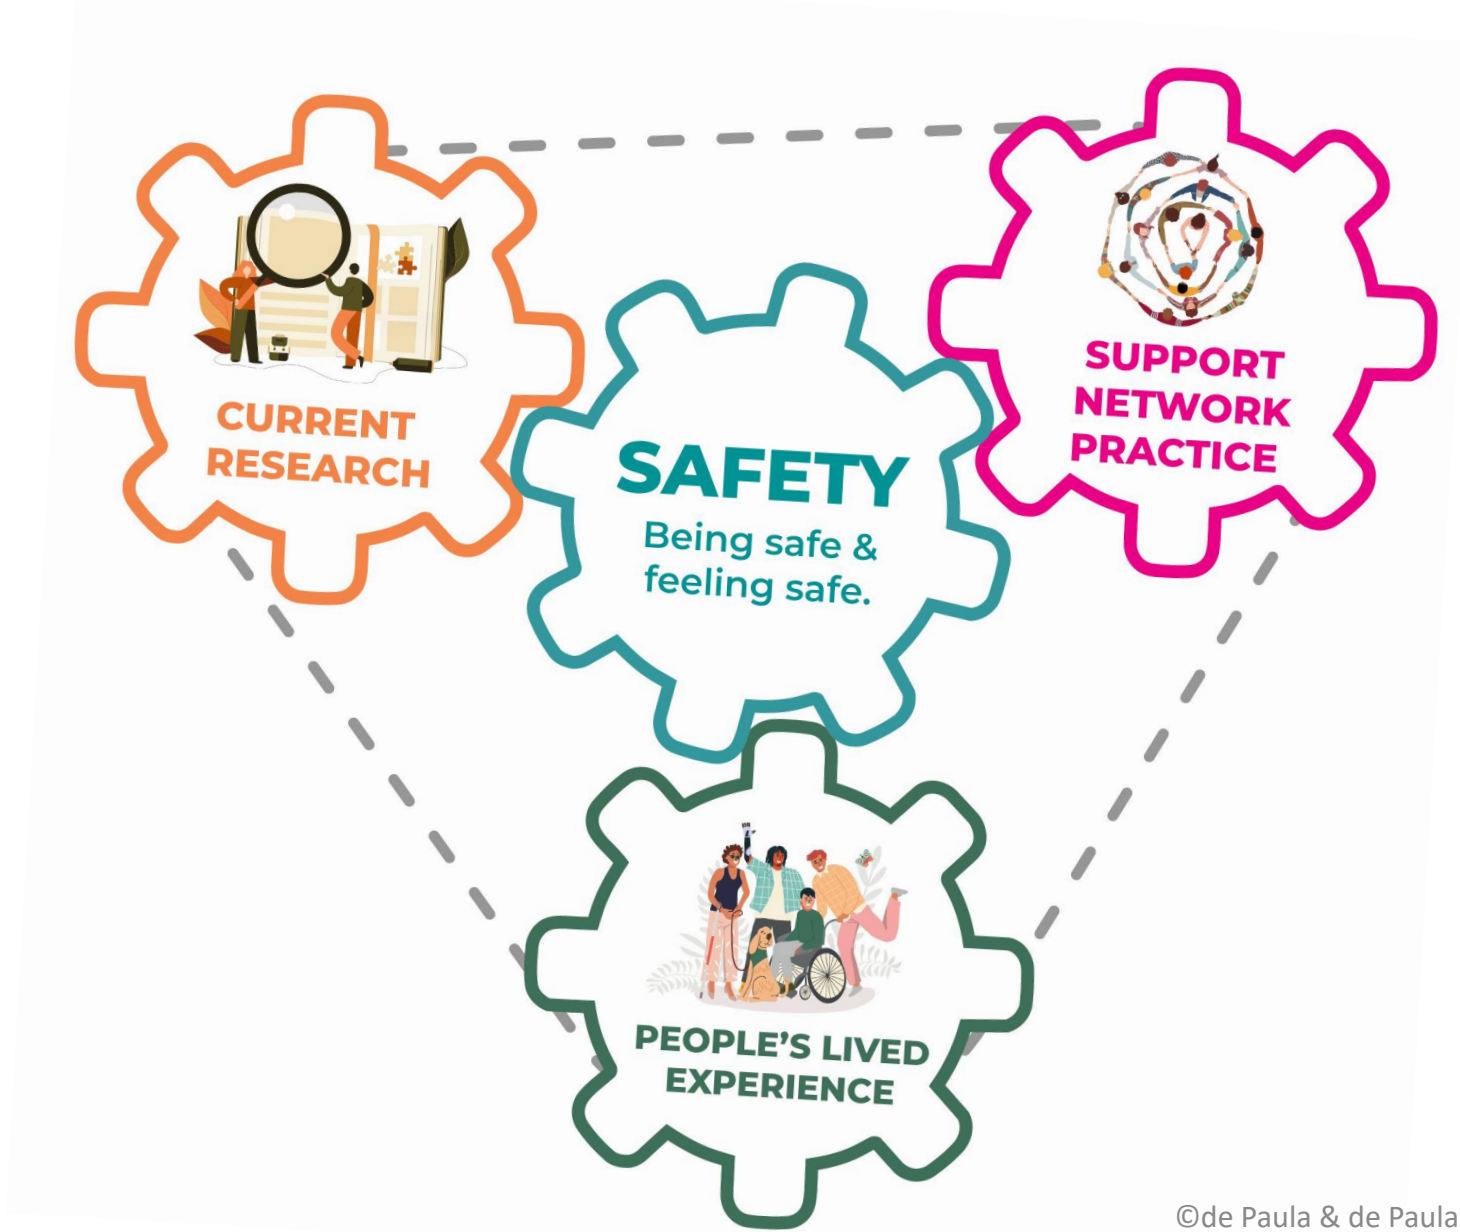 CURRENT
RESEARCH
SUPPORT
NETWORK
PRACTICE
SAFETY
Being safe &
feeling safe.
PEOPLE'S LIVED
EXPERIENCE
©de Paula & de Paula